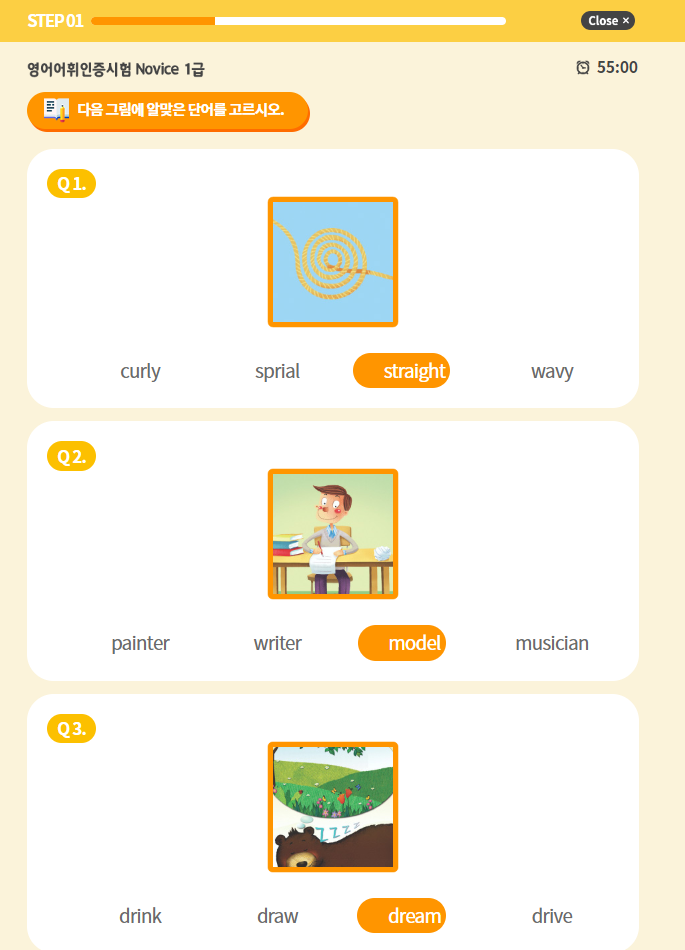 STEP 01
Close ×
영어어휘인증시험 Novice 1급
55:00
다음 그림에 알맞은 단어를 고르시오.
Q 1.
curly sprial straight wavy
Q 2.
painter writer model musician
Q 3.
ZZZZ
drink draw dream drive